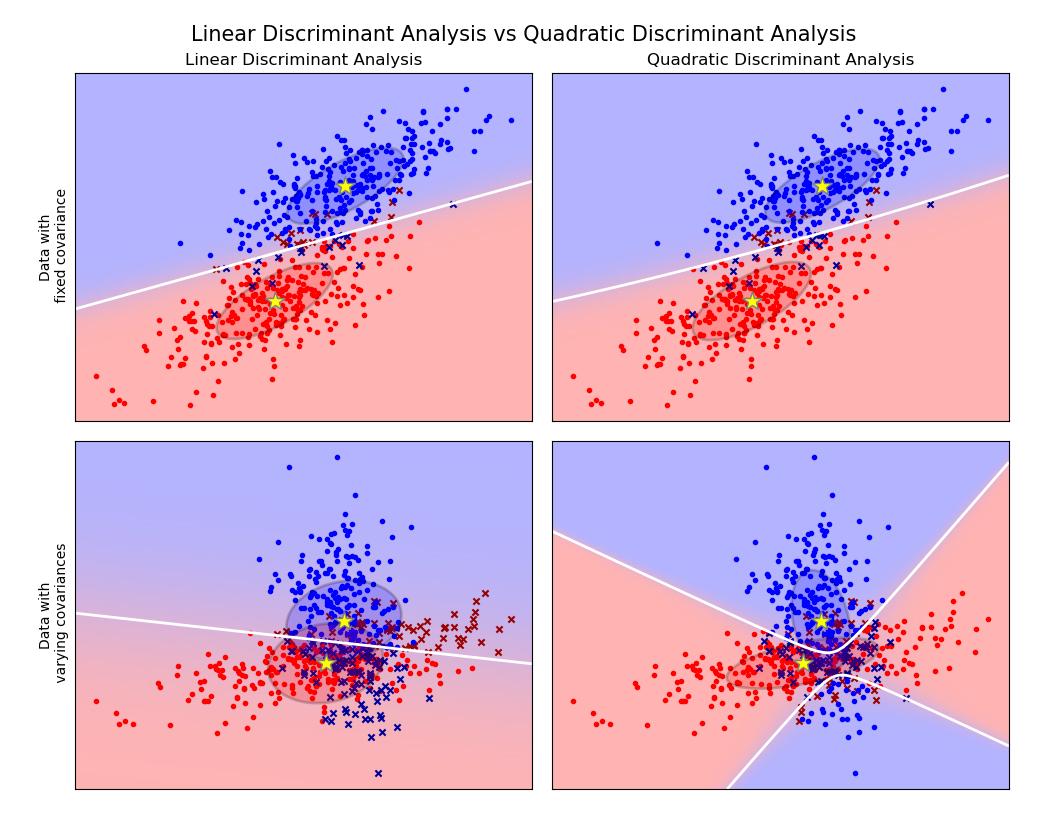 Linear Discriminant Analysis vs Quadratic Discriminant Analysis
Linear Discriminant Analysis
Quadratic Discriminant Analysis
Data with
fixed covariance
Data with
varying covariances